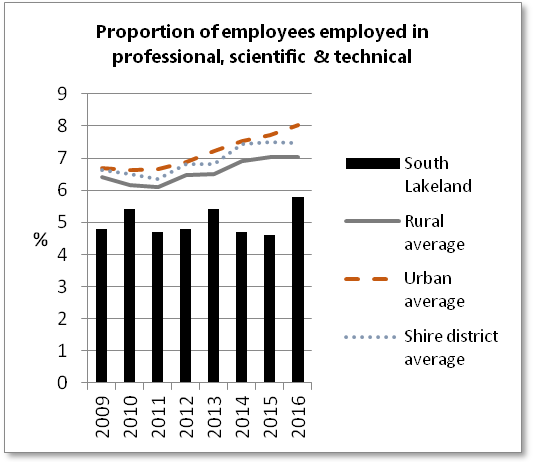 Proportion of employees employed in
professional, scientific & technical
9
8
7
6
5
4
3
2
1
0
%
2009
2010
2011
2012
2013
2014
2015
2016
South
Lakeland
Rural
average
Urban
average
Shire district
average